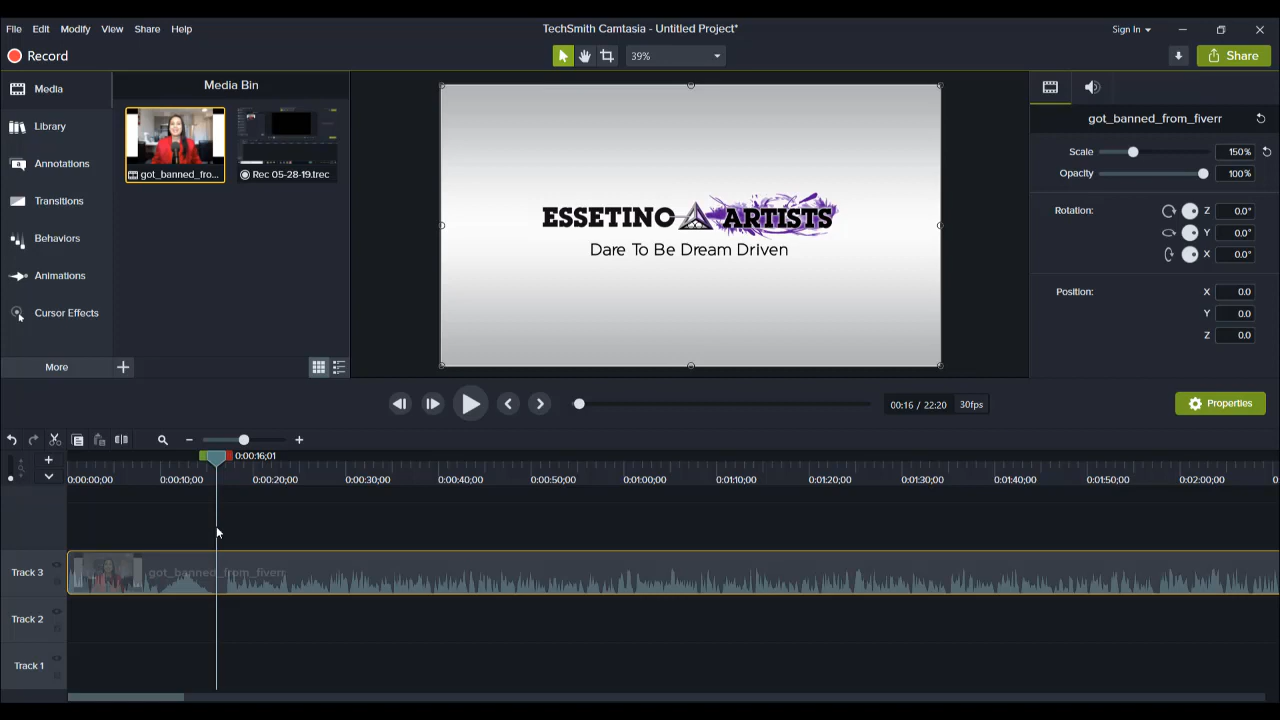 File Edit Modify View Share Help
TechSmith Camtasia - Untitled Project*
Sign In
Record
39%
Share
Media
Library
Annotations
Transitions
Behaviors
Animations
Cursor Effects
More
Media Bin
got_banned_fro...
Rec 05-28-19.trec
ESSETINO ARTISTS
Dare To Be Dream Driven
got_banned_from_fiverr
Scale 150%
Opacity 100%
Rotation: Z 0.0°
Y 0.0°
X 0.0°
Position: X 0.0
Y 0.0
Z 0.0
00:16 / 22:20 30fps
Properties
0:00:16;01
0:00:00;00 0:00:10;00 0:00:20;00 0:00:30;00 0:00:40;00 0:00:50;00 0:01:00;00 0:01:10;00 0:01:20;00 0:01:30;00 0:01:40;00 0:01:50;00 0:02:00;00 0
Track 3 got_banned_from_fiverr
Track 2
Track 1